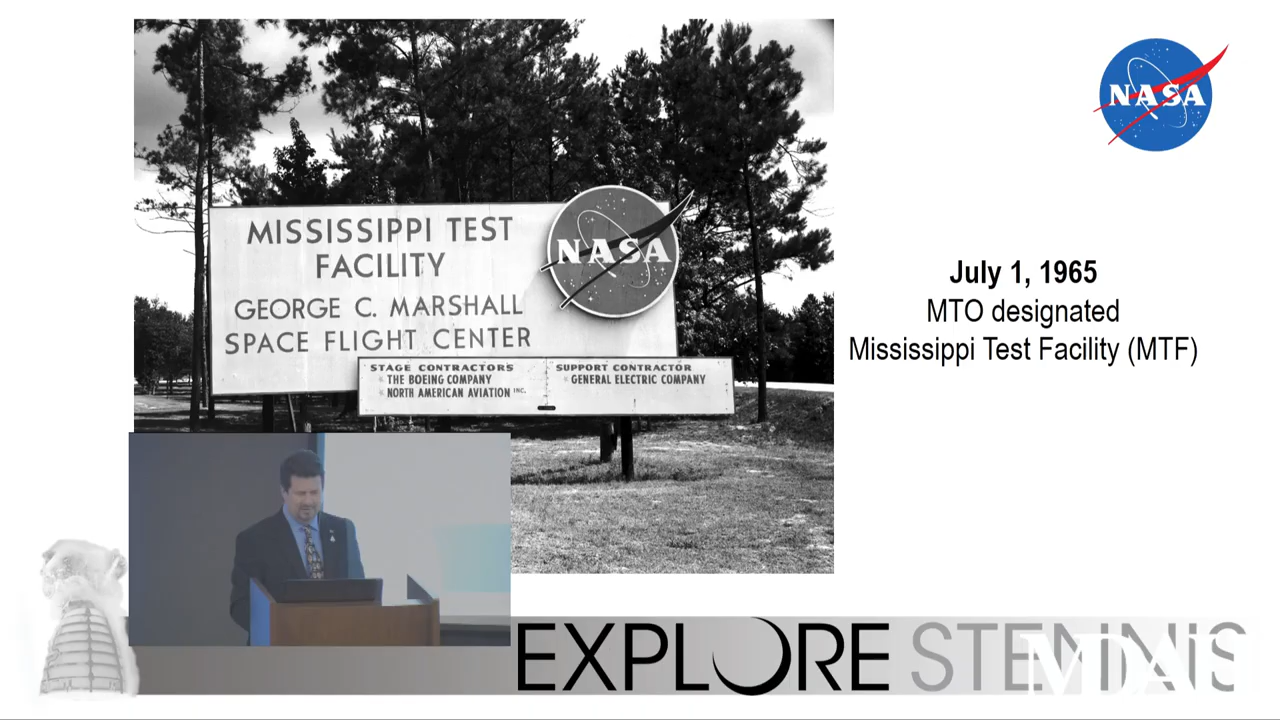 NASA
MISSISSIPPI TEST
FACILITY
GEORGE C. MARSHALL
SPACE FLIGHT CENTER
NASA
STAGE CONTRACTORS
THE BOEING COMPANY
NORTH AMERICAN AVIATION INC.
SUPPORT CONTRACTOR
GENERAL ELECTRIC COMPANY
July 1, 1965
MTO designated
Mississippi Test Facility (MTF)
EXPLORE STENNIS